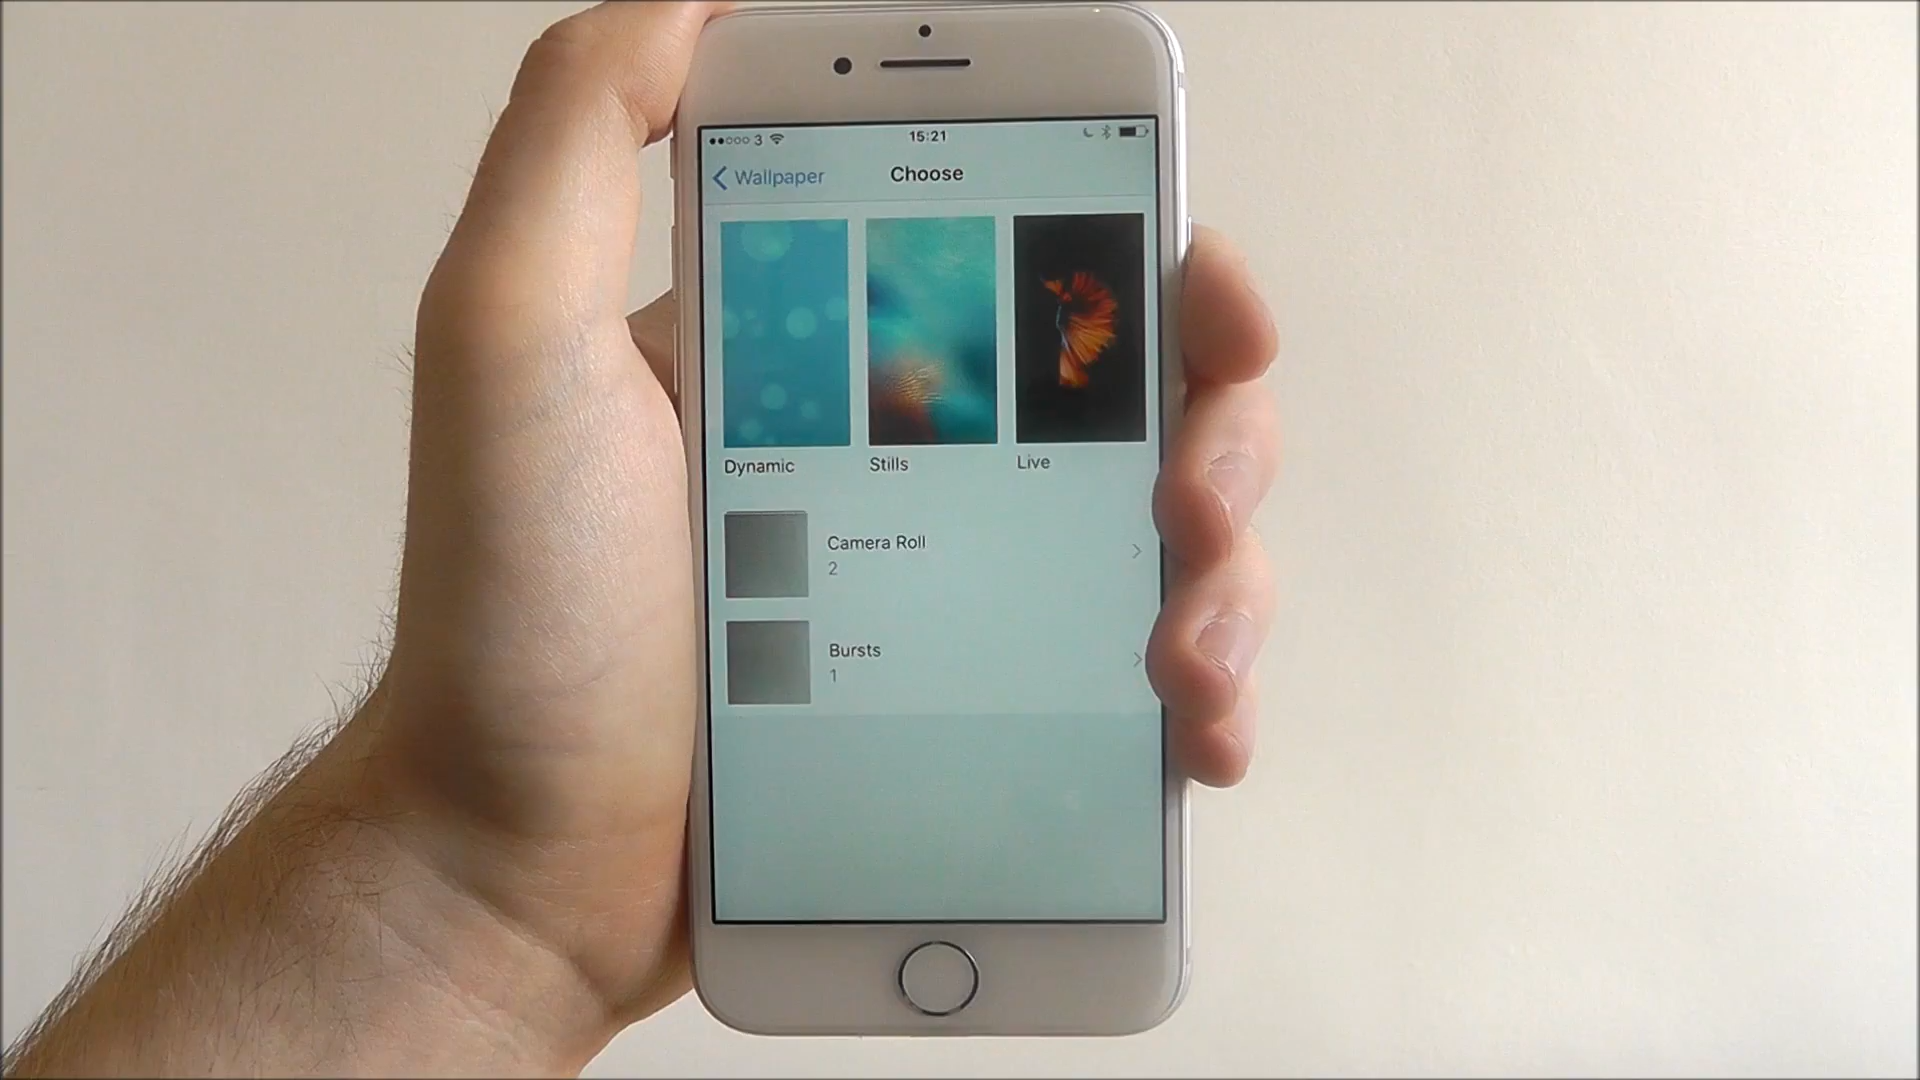 3 15:21
Wallpaper Choose
Dynamic Stills Live
Camera Roll
2
Bursts
1